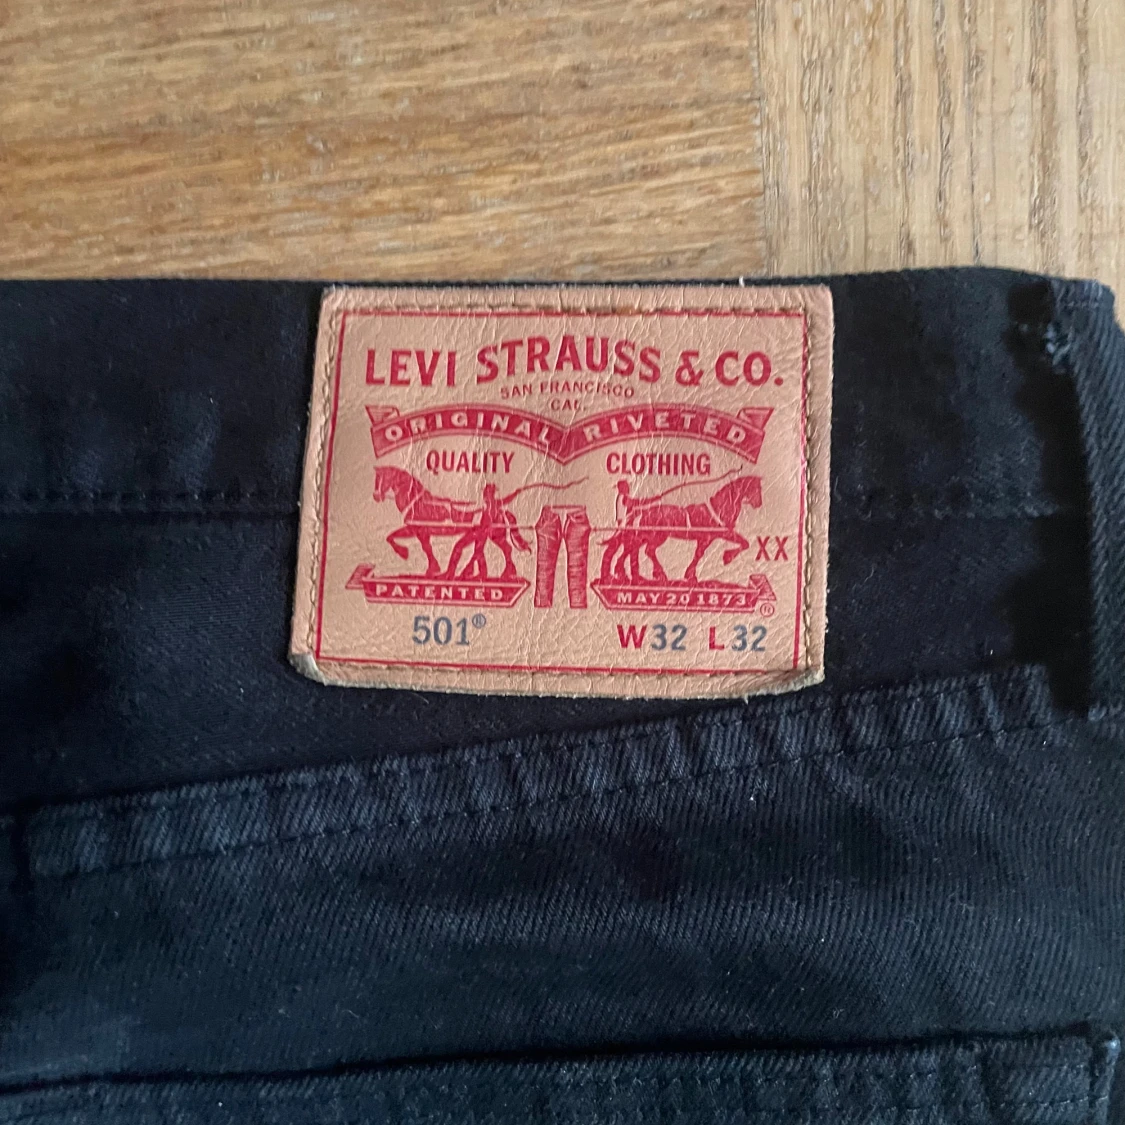 LEVI STRAUSS & CO.
SAN FRANCISCO
CAL.
ORIGINAL RIVETED
QUALITY CLOTHING
XX
PATENTED MAY 20 1873 ®
501® W32 L32